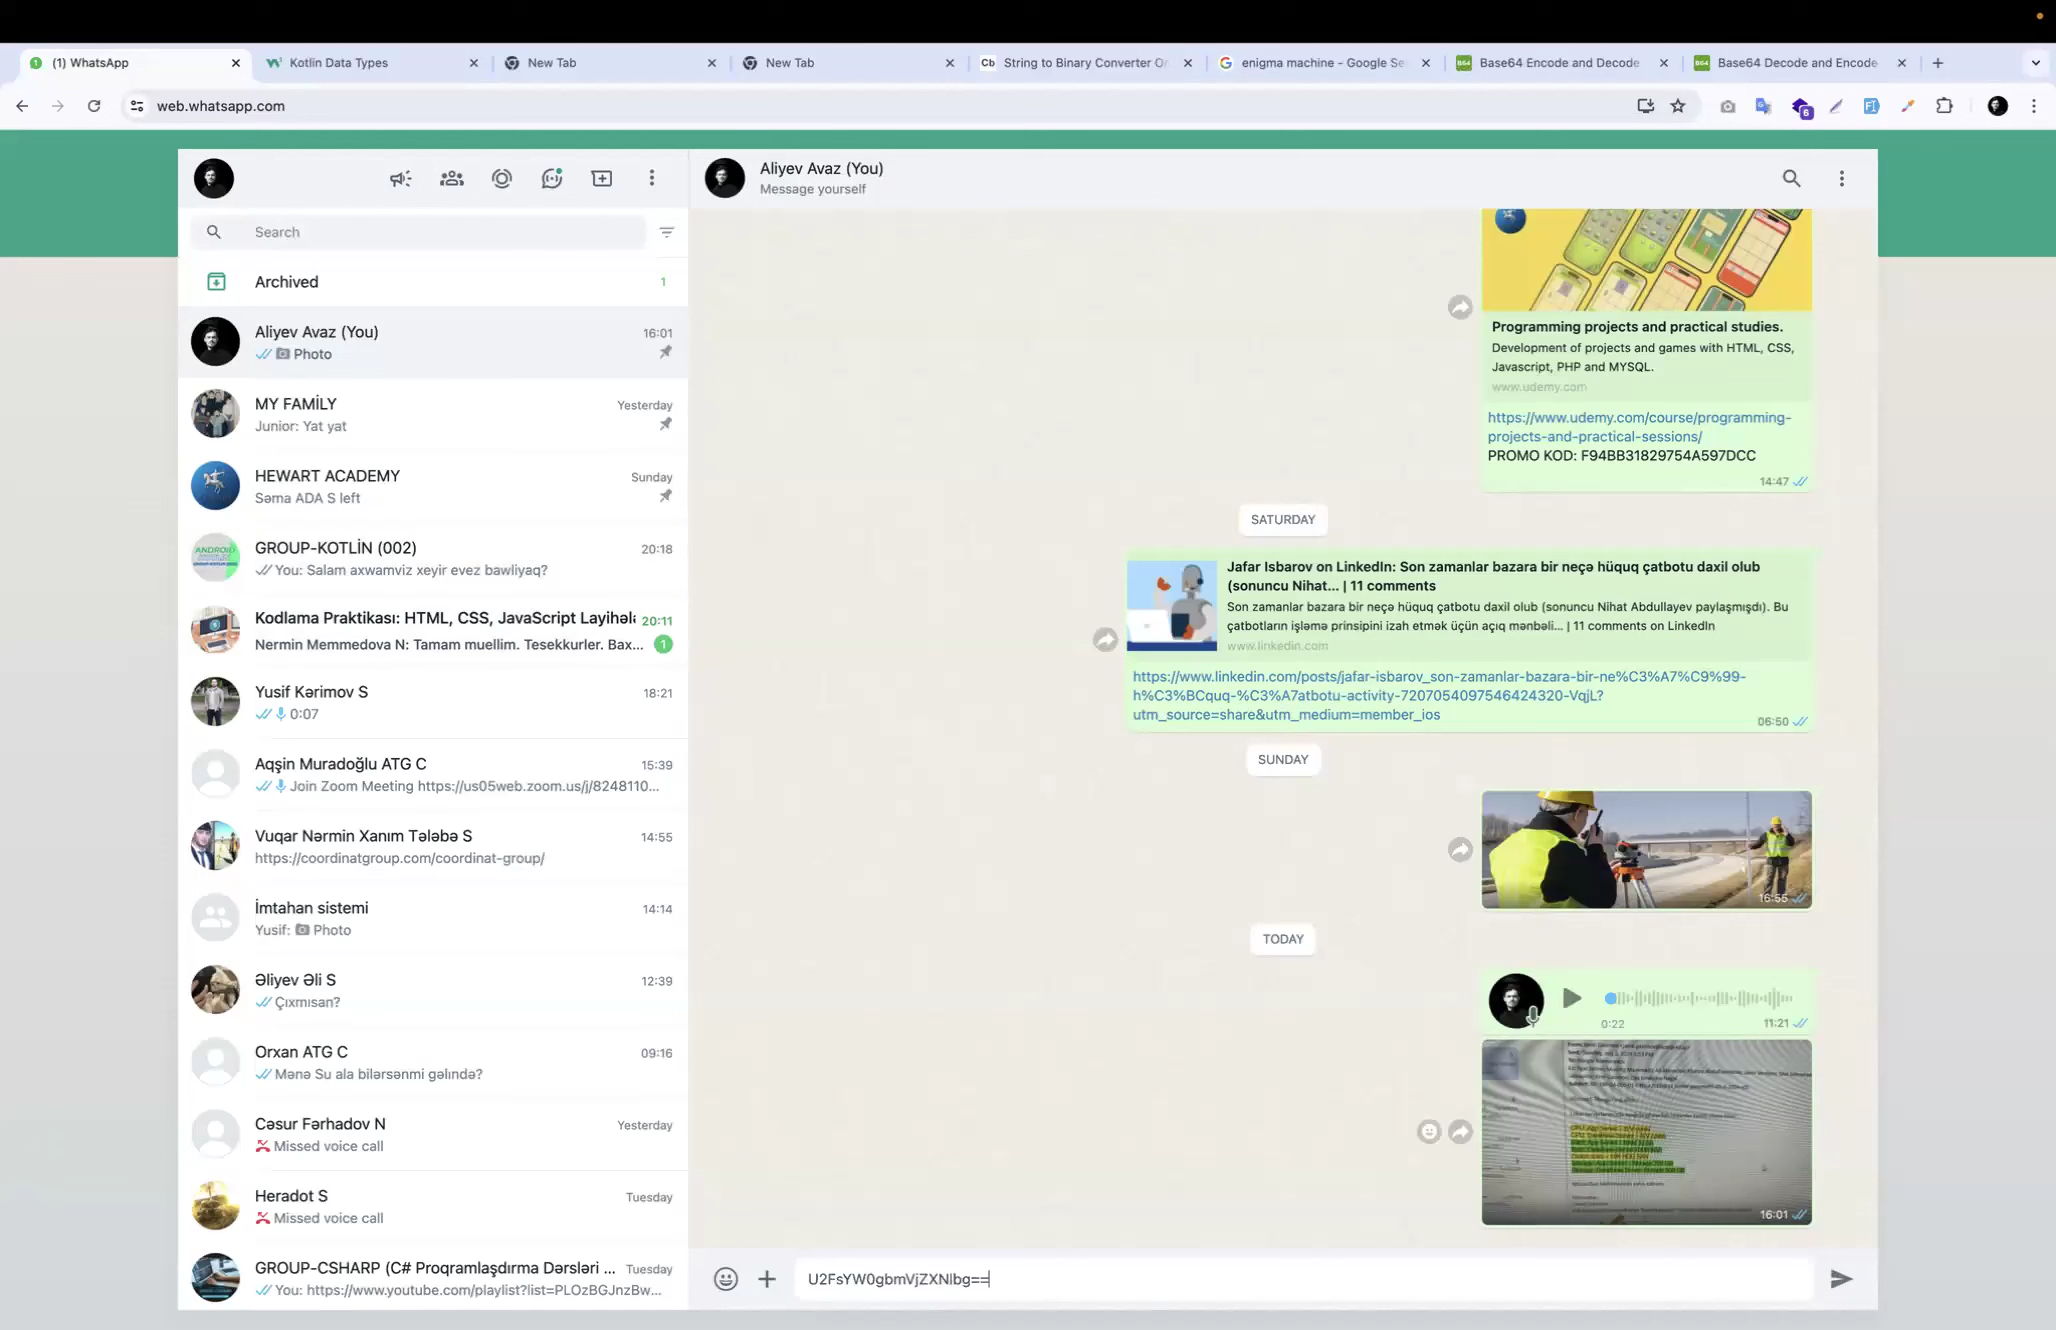 (1) WhatsApp
Kotlin Data Types
New Tab
New Tab
String to Binary Converter On
enigma machine - Google Se
Base64 Encode and Decode
Base64 Decode and Encode
web.whatsapp.com
6
Search
Archived
1
Aliyev Avaz (You)
16:01
Photo
MY FAMİLY
Yesterday
Junior: Yat yat
HEWART ACADEMY
Sunday
Səma ADA S left
GROUP-KOTLİN (002)
20:18
You: Salam axwamviz xeyir evez bawliyaq?
Kodlama Praktikası: HTML, CSS, JavaScript Layihələ
20:11
Nermin Memmedova N: Tamam muellim. Tesekkurler. Bax...
1
Yusif Kərimov S
18:21
0:07
Aqşin Muradoğlu ATG C
15:39
Join Zoom Meeting https://us05web.zoom.us/j/8248110...
Vuqar Nərmin Xanım Tələbə S
14:55
https://coordinatgroup.com/coordinat-group/
İmtahan sistemi
14:14
Yusif: Photo
Əliyev Əli S
12:39
Çıxmısan?
Orxan ATG C
09:16
Mənə Su ala bilərsənmi gəlində?
Cəsur Fərhadov N
Yesterday
Missed voice call
Heradot S
Tuesday
Missed voice call
GROUP-CSHARP (C# Proqramlaşdırma Dərsləri ...
Tuesday
You: https://www.youtube.com/playlist?list=PLOzBGJnzBw...
Aliyev Avaz (You)
Message yourself
Programming projects and practical studies.
Development of projects and games with HTML, CSS,
Javascript, PHP and MYSQL.
www.udemy.com
https://www.udemy.com/course/programming-
projects-and-practical-sessions/
PROMO KOD: F94BB31829754A597DCC
14:47
SATURDAY
Jafar Isbarov on LinkedIn: Son zamanlar bazara bir neçə hüquq çatbotu daxil olub
(sonuncu Nihat... | 11 comments
Son zamanlar bazara bir neçə hüquq çatbotu daxil olub (sonuncu Nihat Abdullayev paylaşmışdı). Bu
çatbotların işləmə prinsipini izah etmək üçün açıq mənbəli... | 11 comments on LinkedIn
www.linkedin.com
https://www.linkedin.com/posts/jafar-isbarov_son-zamanlar-bazara-bir-ne%C3%A7%C9%99-
h%C3%BCquq-%C3%A7atbotu-activity-7207054097546424320-VqjL?
utm_source=share&utm_medium=member_ios
06:50
SUNDAY
16:55
TODAY
0:22
11:21
16:01
U2FsYW0gbmVjZXNlbg==